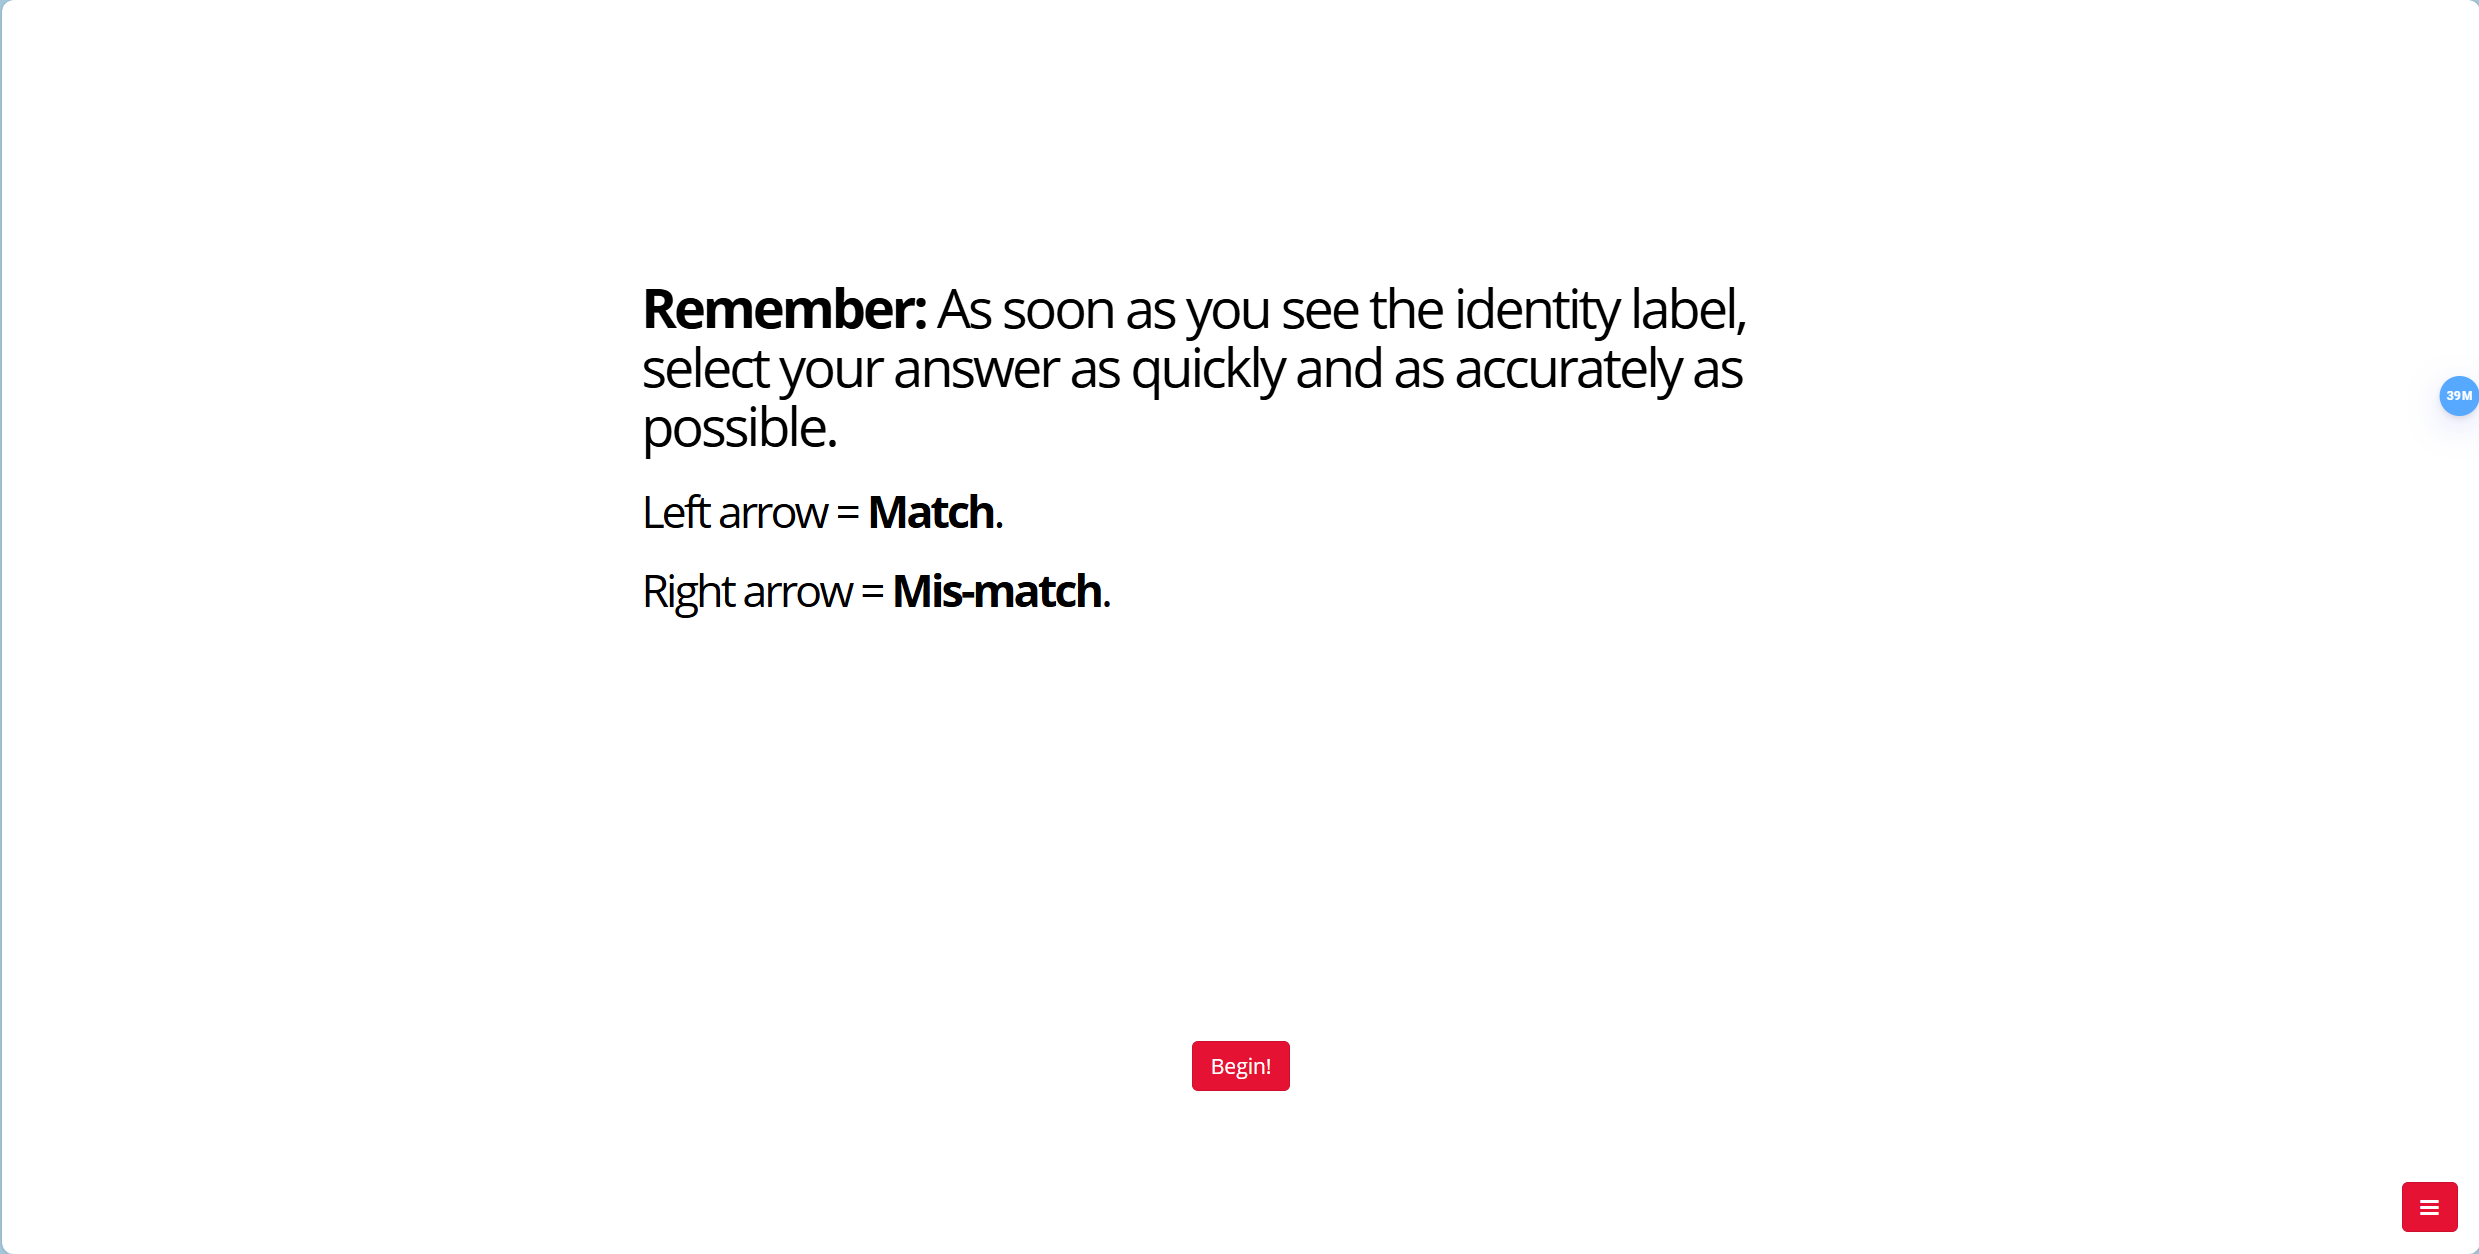 Remember: As soon as you see the identity label,
select your answer as quickly and as accurately as
possible.
Left arrow = Match.
Right arrow = Mis-match.
39M
Begin!